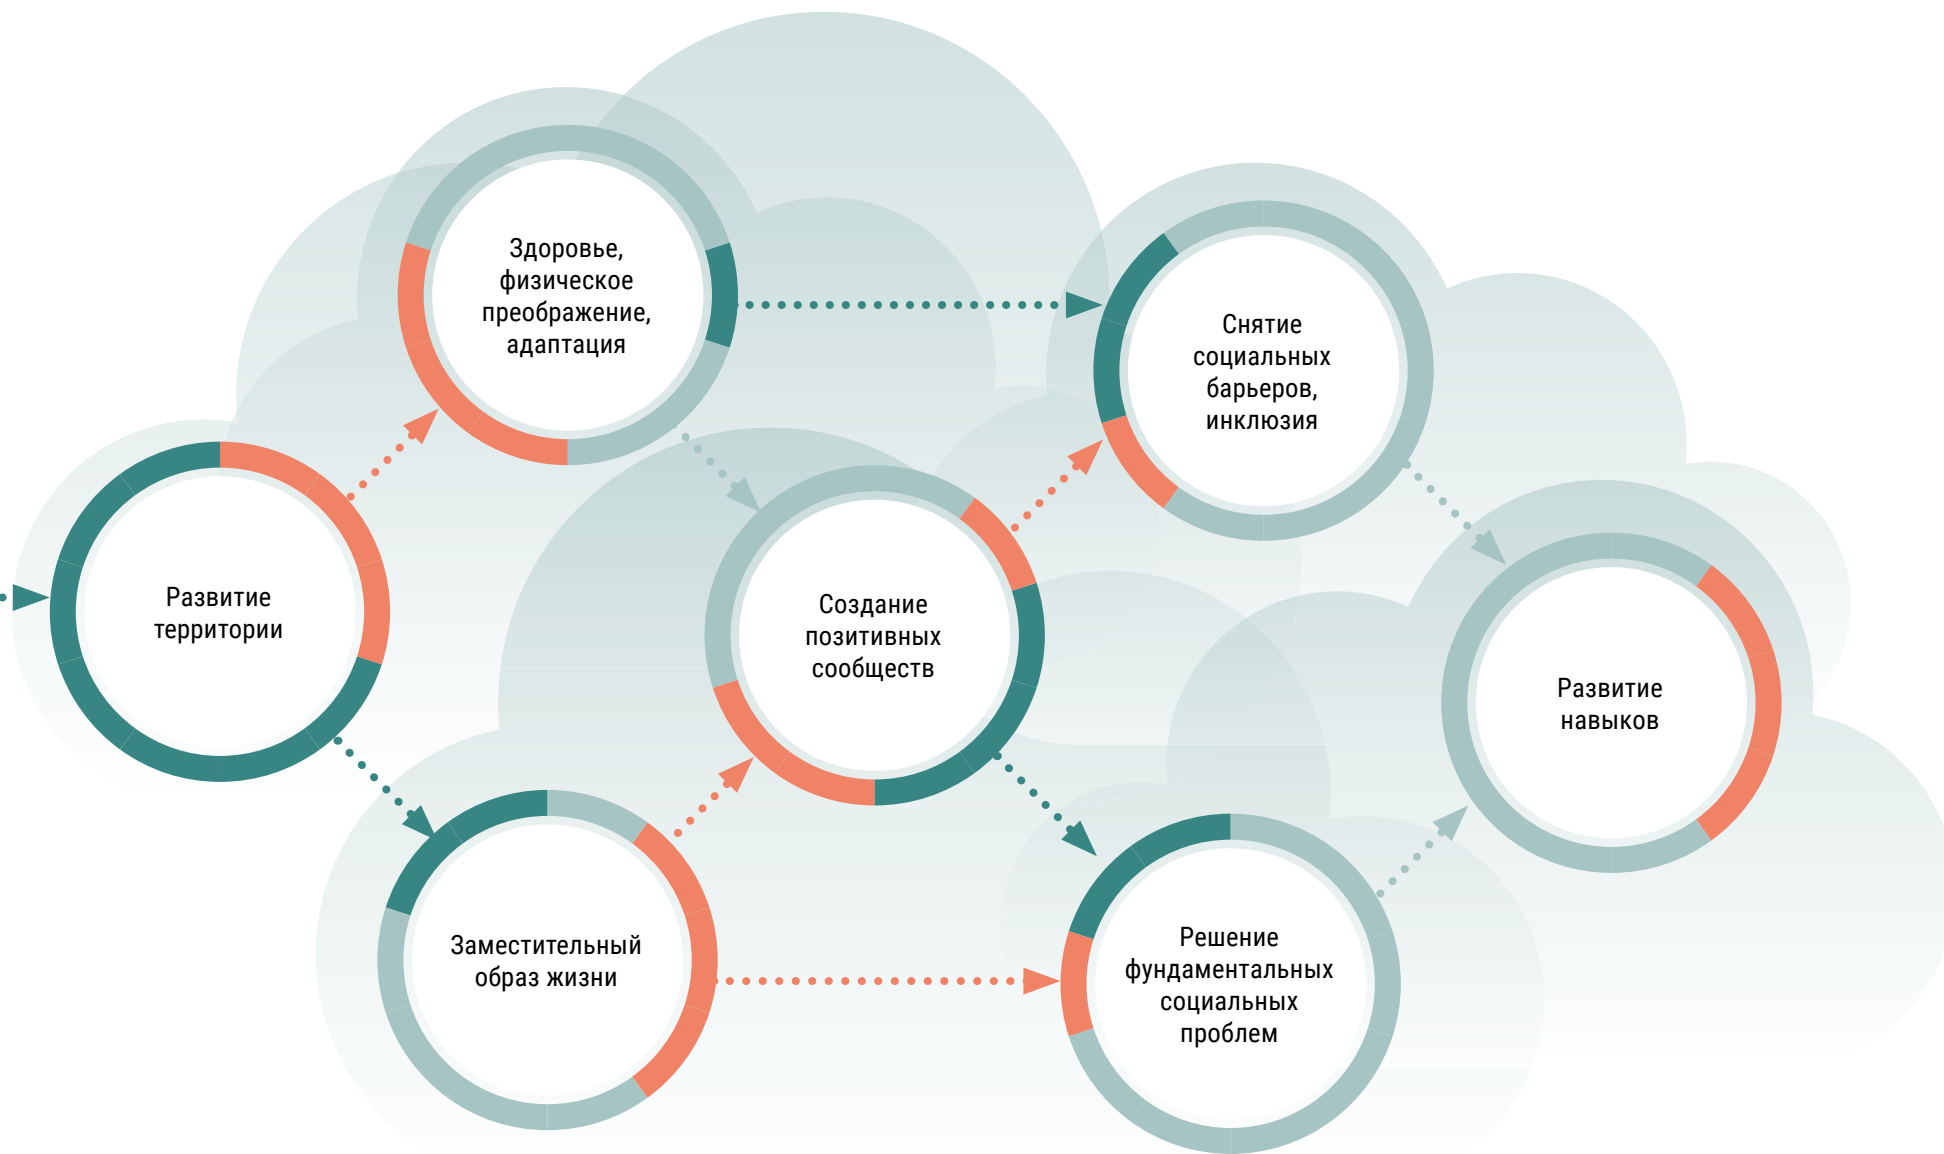 Здоровье,
физическое
преображение,
адаптация
Снятие
социальных
барьеров,
инклюзия
Развитие
территории
Создание
позитивных
сообществ
Развитие
навыков
Заместительный
образ жизни
Решение
фундаментальных
социальных
проблем